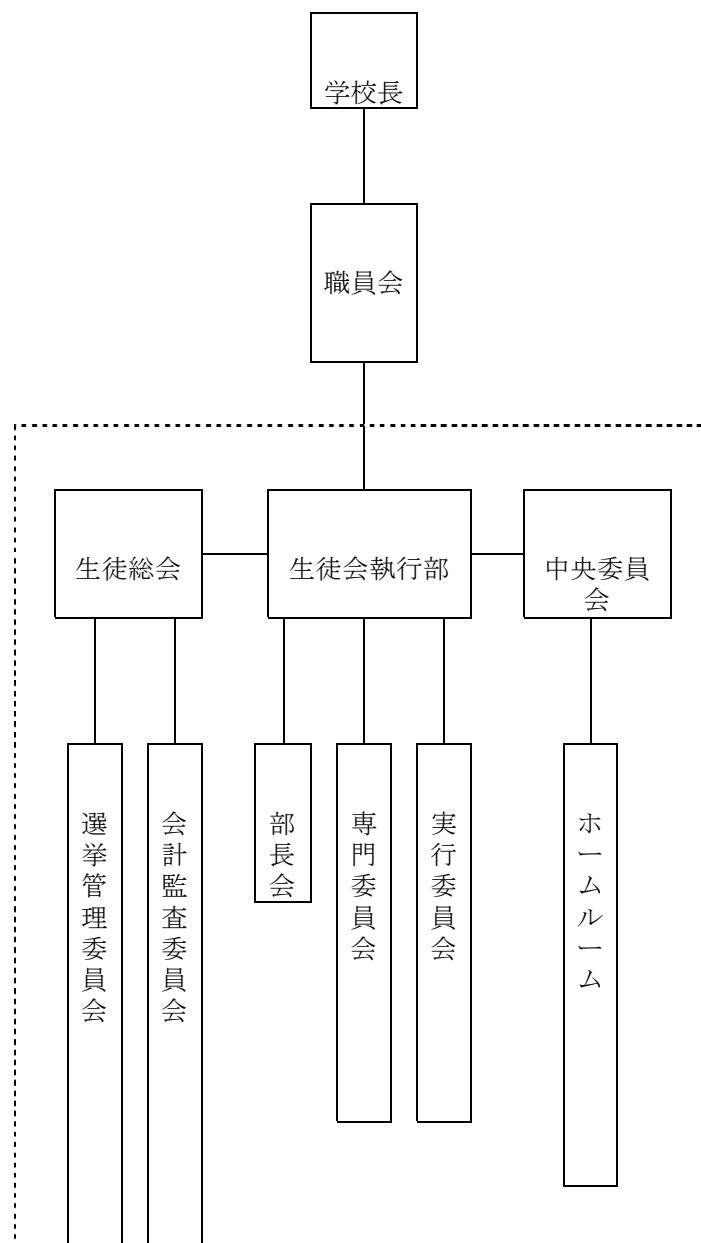 学校長
職員会
生徒総会
生徒会執行部
中央委員
会
選挙管理委員会
会計監査委員会
部長会
専門委員会
実行委員会
ホームルーム